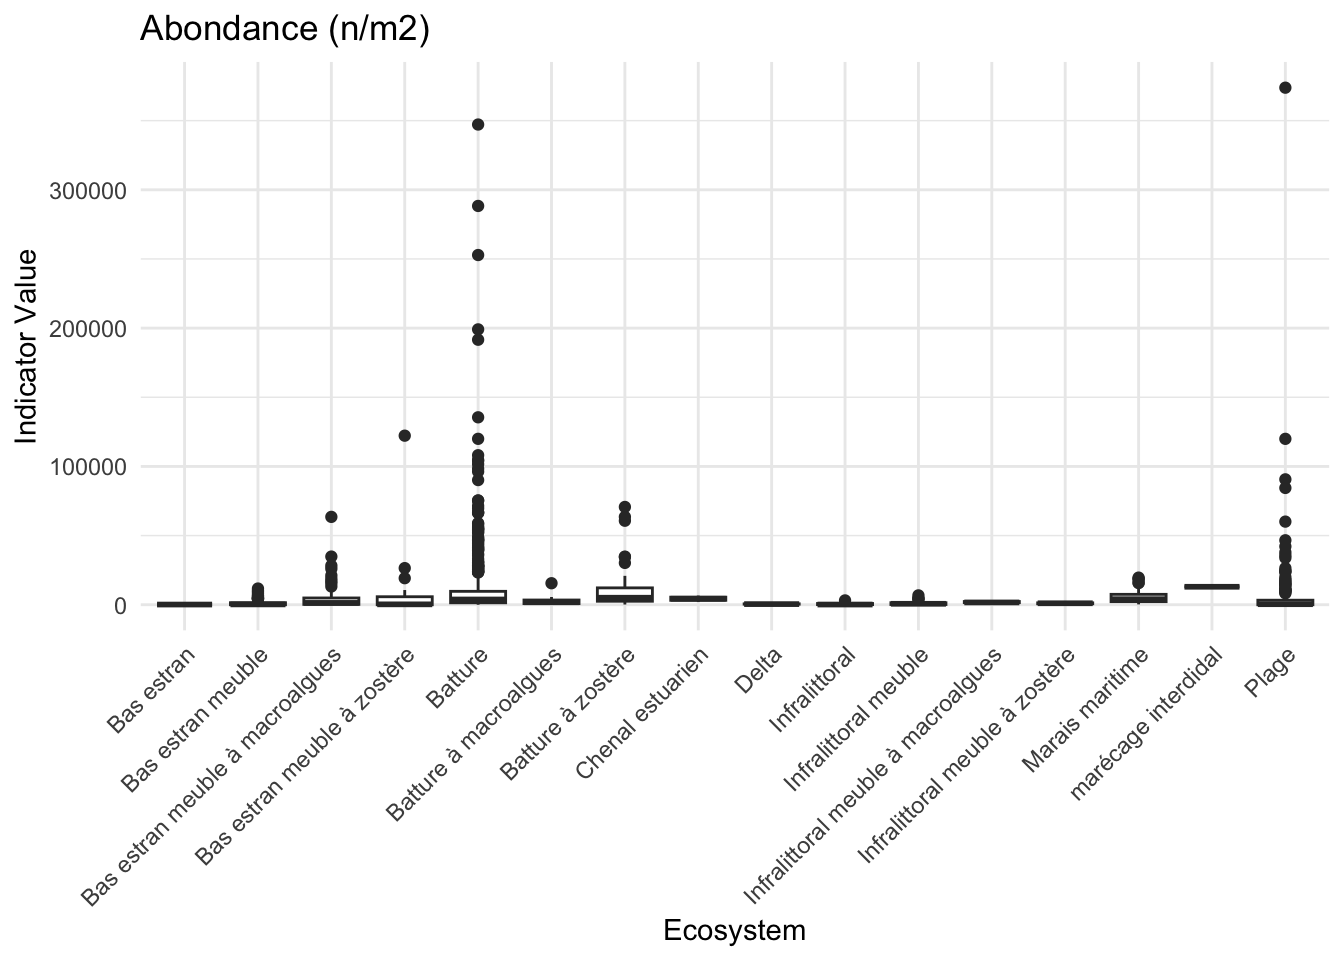 Abondance (n/m2)
Indicator Value
300000
200000
100000
0
Bas estran
Bas estran meuble
Bas estran meuble à macroalgues
Bas estran meuble à zostère
Batture
Batture à macroalgues
Batture à zostère
Chenal estuarien
Delta
Infralittoral
Infralittoral meuble
Infralittoral meuble à macroalgues
Infralittoral meuble à zostère
Marais maritime
marécage interdidal
Plage
Ecosystem